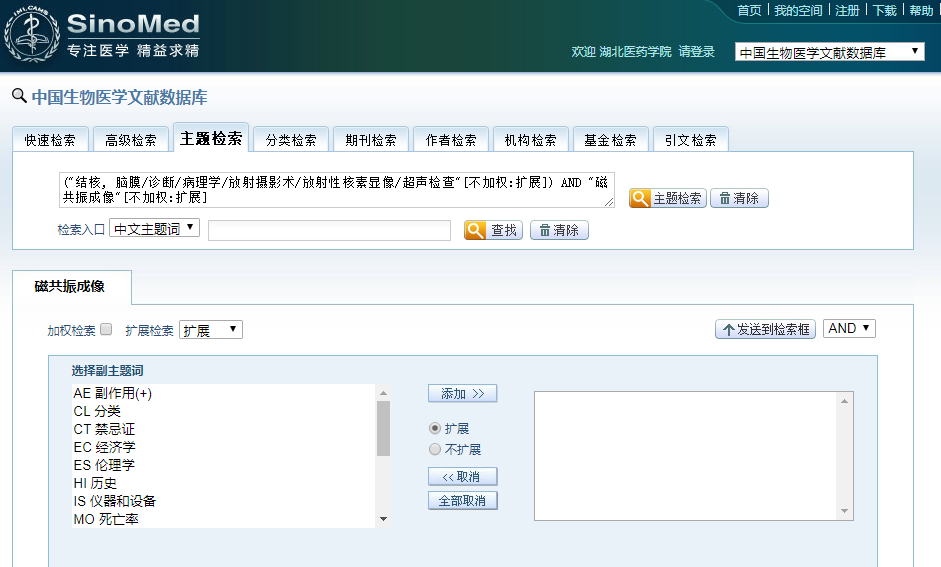 首页 | 我的空间 | 注册 | 下载 | 帮助
SinoMed
专注医学 精益求精
欢迎 湖北医药学院 请登录 中国生物医学文献数据库
中国生物医学文献数据库
快速检索 高级检索 主题检索 分类检索 期刊检索 作者检索 机构检索 基金检索 引文检索
("结核, 脑膜/诊断/病理学/放射摄影术/放射性核素显像/超声检查"[不加权:扩展]) AND "磁
共振成像"[不加权:扩展]
主题检索 清除
检索入口 中文主题词 查找 清除
磁共振成像
加权检索 扩展检索 扩展 发送到检索框 AND
选择副主题词
AE 副作用(+)
CL 分类
CT 禁忌证
EC 经济学
ES 伦理学
HI 历史
IS 仪器和设备
MO 死亡率
添加 >>
扩展
不扩展
<< 取消
全部取消